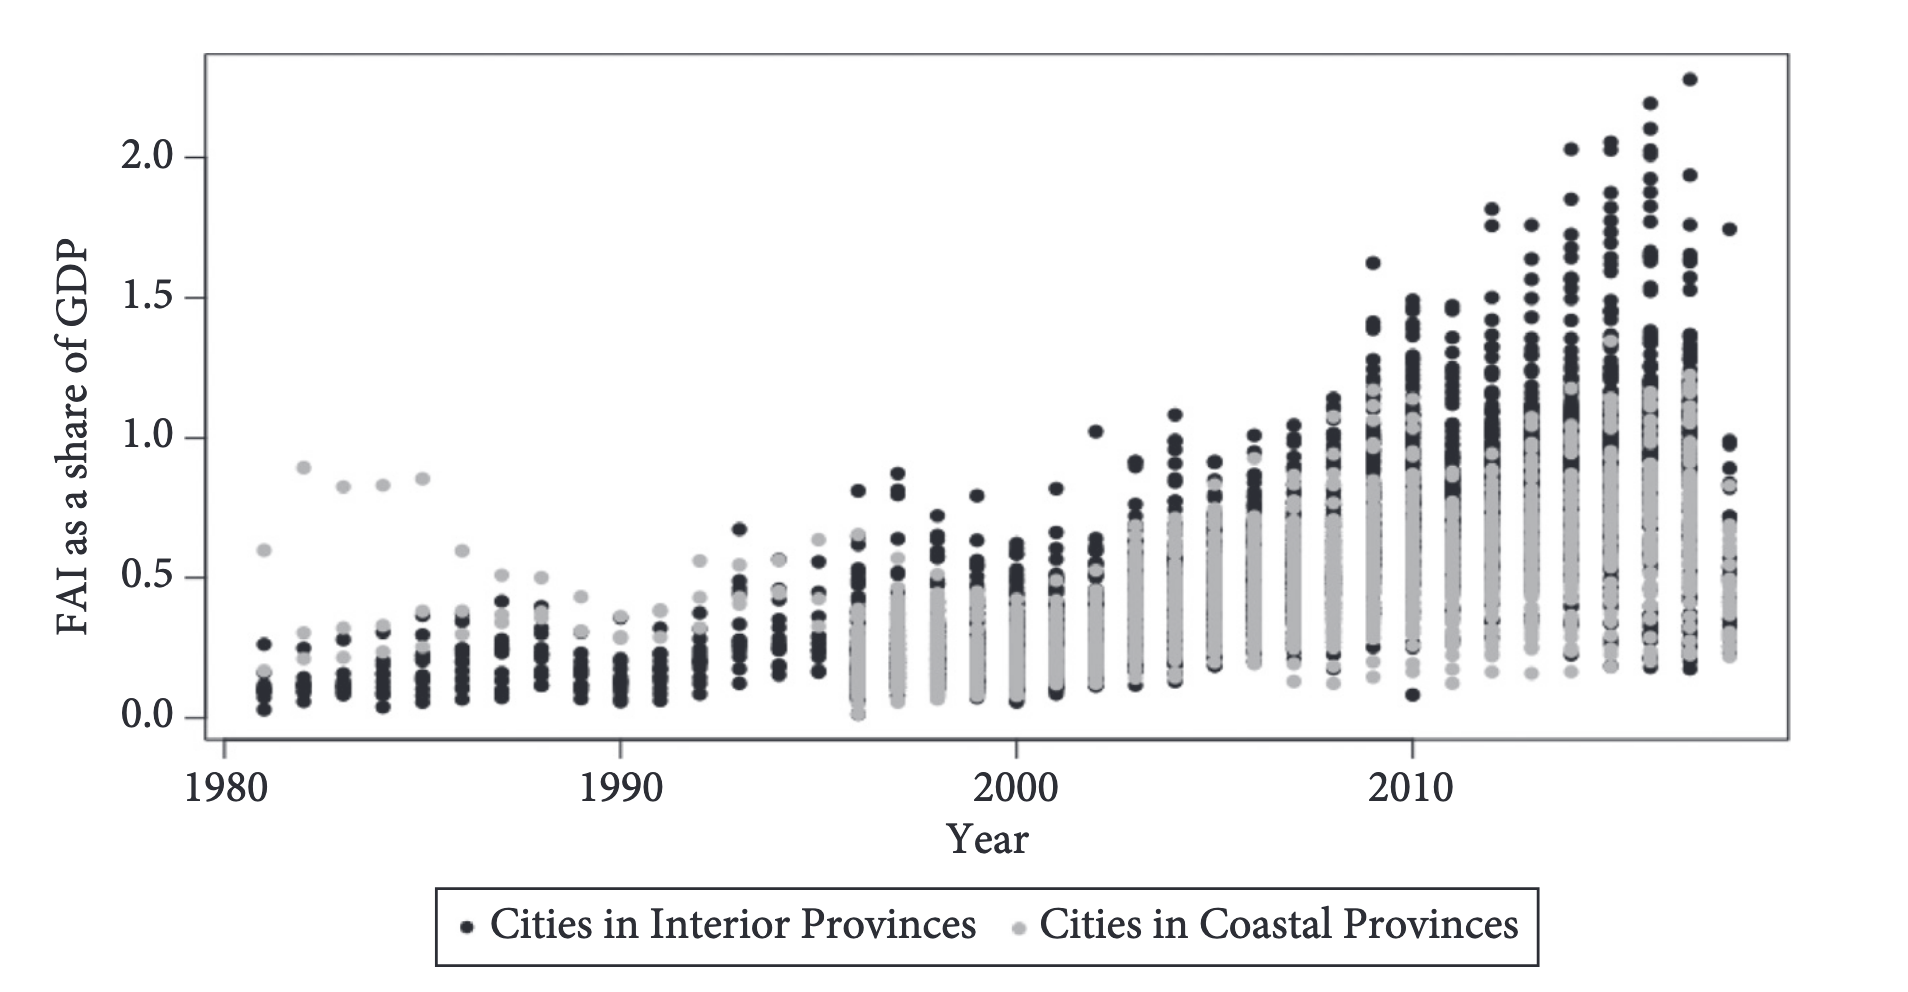 FAI as a share of GDP
2.0
1.5
1.0
0.5
0.0
1980 1990 2000 2010
Year
Cities in Interior Provinces Cities in Coastal Provinces